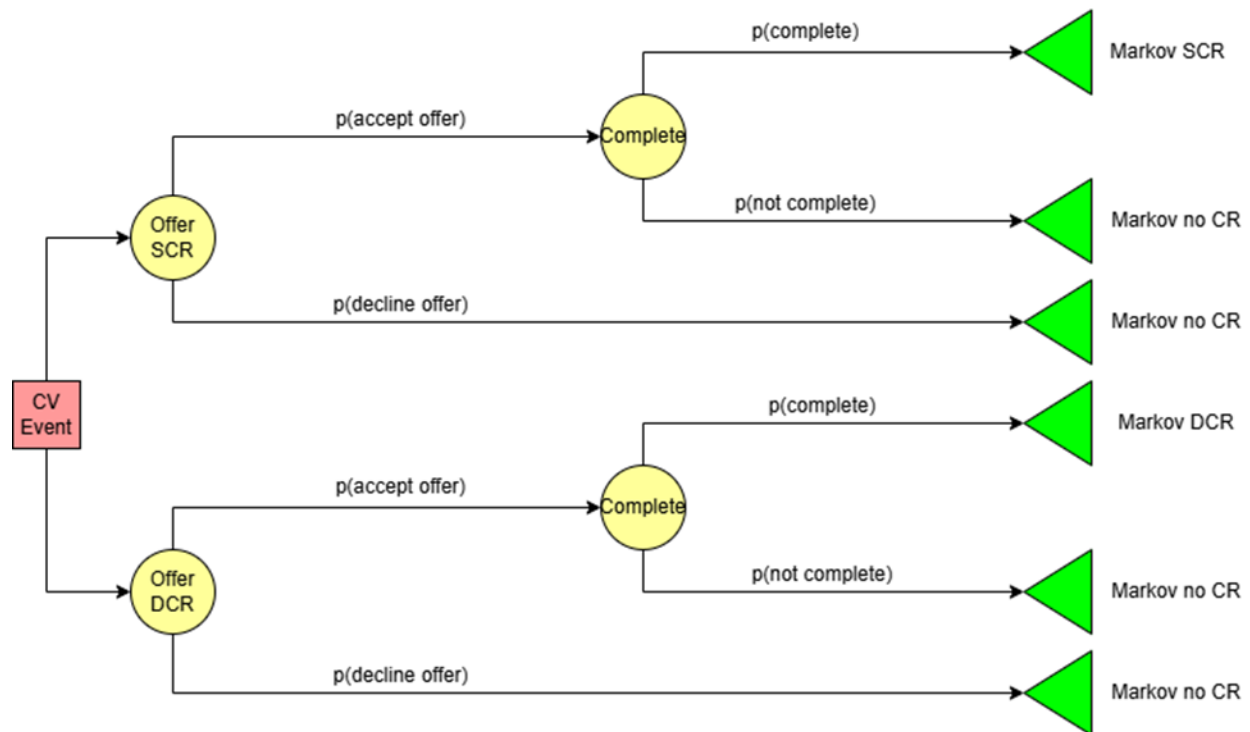 p(complete)
Markov SCR
p(accept offer)
Complete
p(not complete)
Markov no CR
Offer
SCR
p(decline offer)
Markov no CR
CV
Event
p(complete)
Markov DCR
p(accept offer)
Complete
p(not complete)
Markov no CR
Offer
DCR
p(decline offer)
Markov no CR